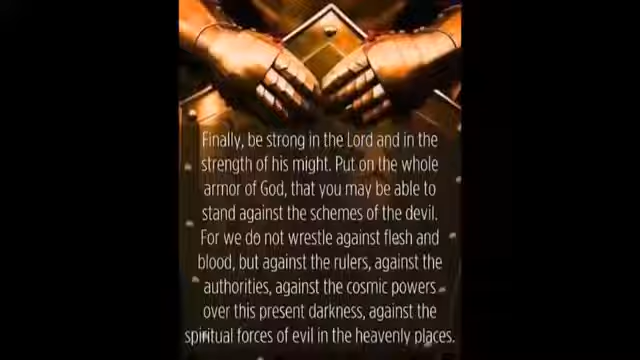 Finally, be strong in the Lord and in the
strength of his might. Put on the whole
armor of God, that you may be able to
stand against the schemes of the devil.
For we do not wrestle against flesh and
blood, but against the rulers, against the
authorities, against the cosmic powers
over this present darkness, against the
spiritual forces of evil in the heavenly places.